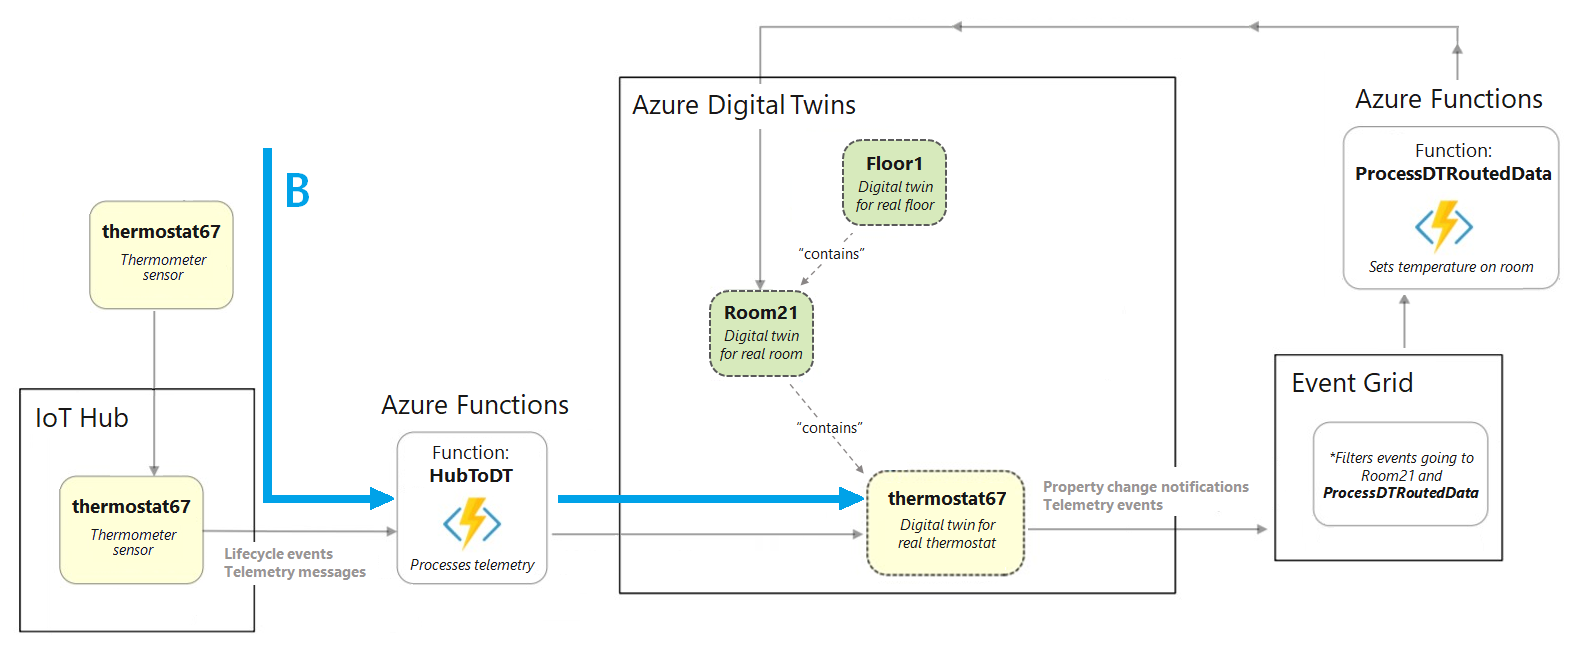 Azure Digital Twins
Azure Functions
Function:
ProcessDTRoutedData
Sets temperature on room
B
Floor1
Digital twin
for real floor
"contains"
thermostat67
Thermometer
sensor
Room21
Digital twin
for real room
"contains"
IoT Hub
thermostat67
Thermometer
sensor
Lifecycle events
Telemetry messages
Azure Functions
Function:
HubToDT
Processes telemetry
thermostat67
Digital twin for
real thermostat
Property change notifications
Telemetry events
Event Grid
*Filters events going to
Room21 and
ProcessDTRoutedData